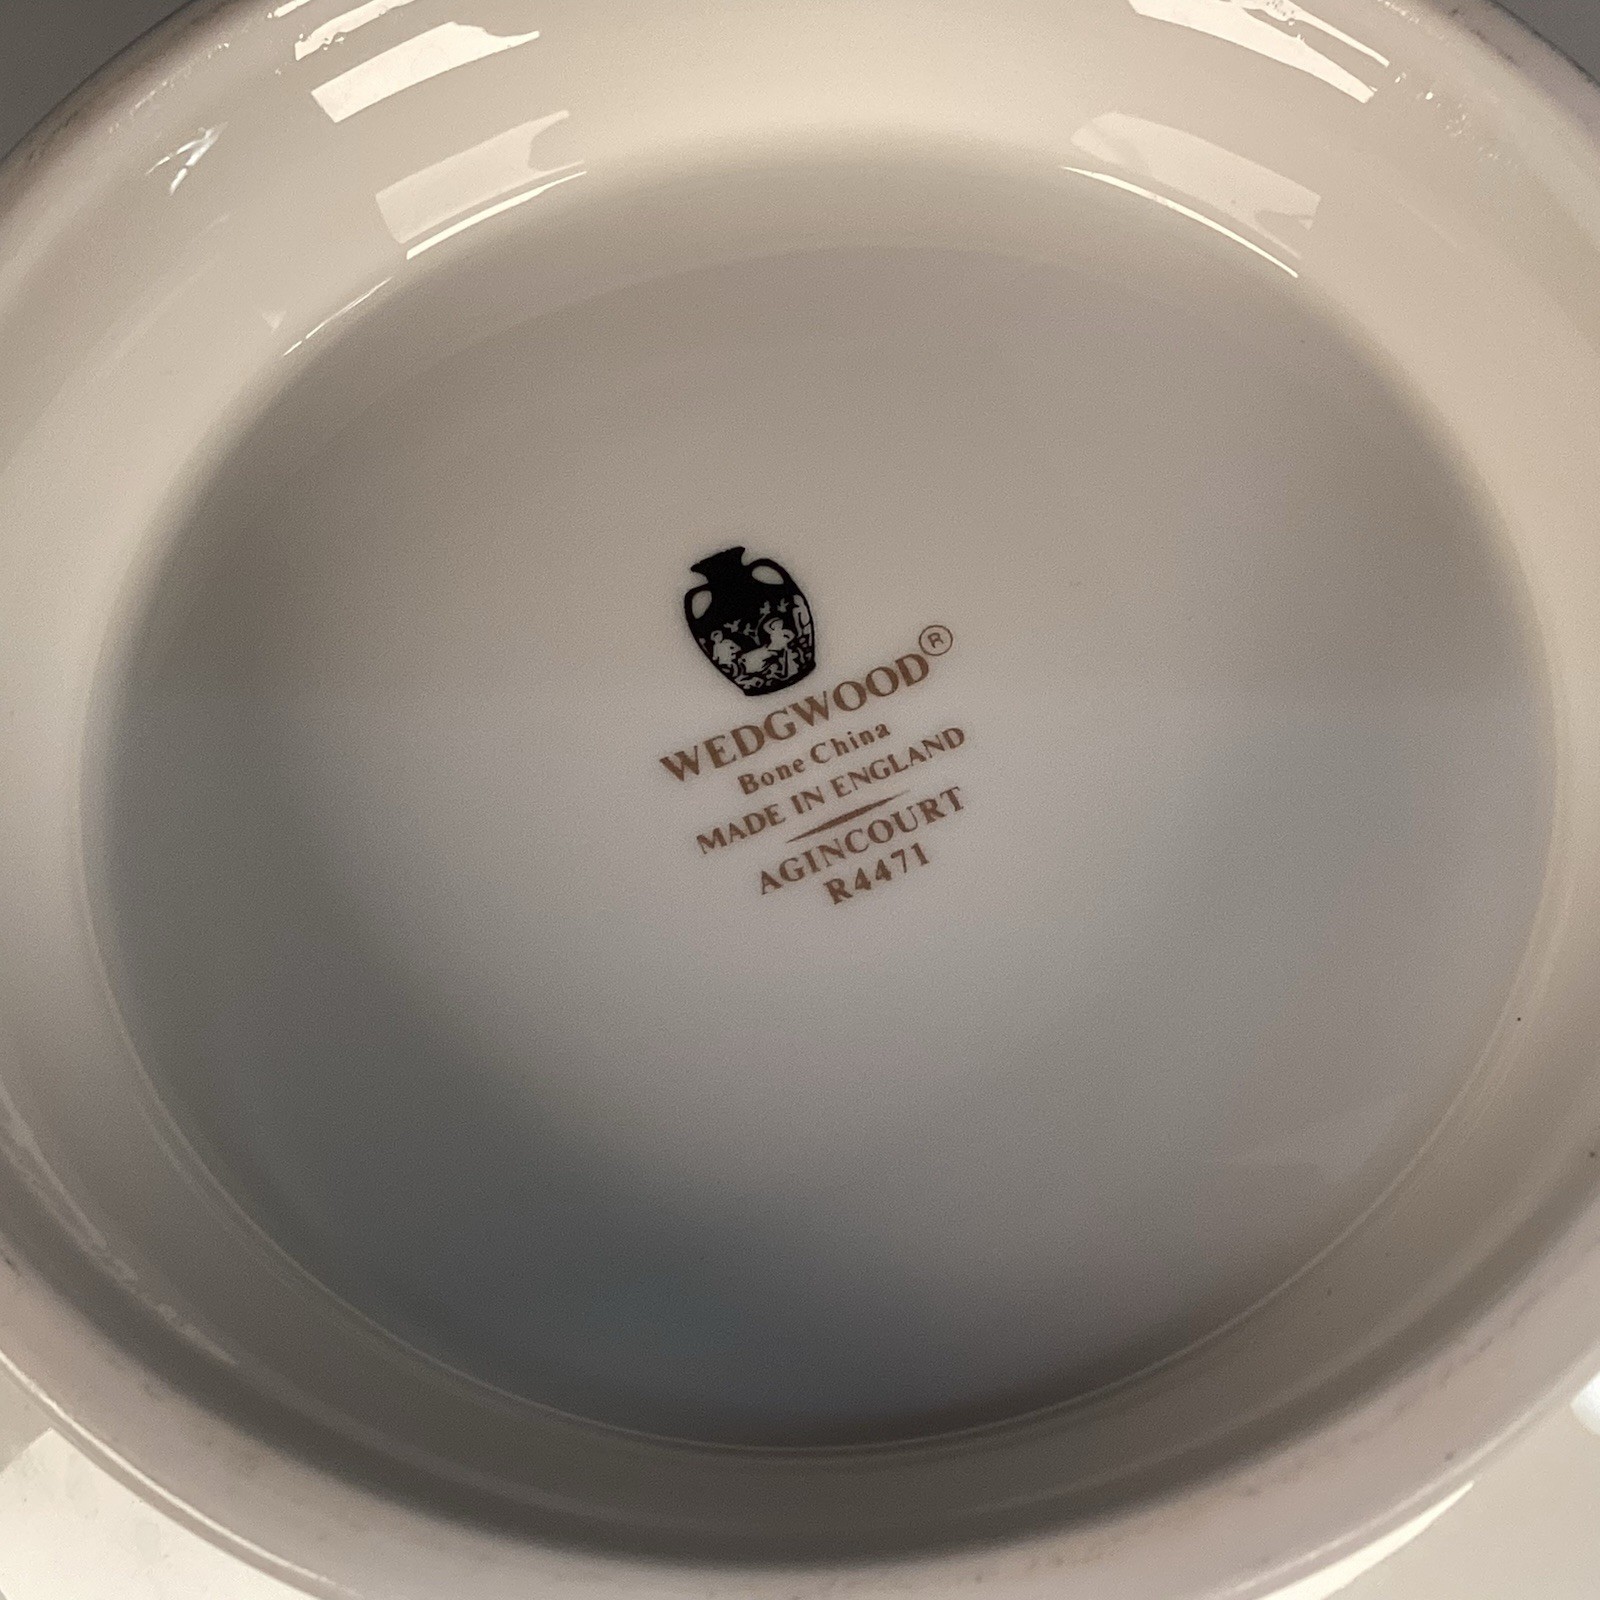 WEDGWOOD®
Bone China
MADE IN ENGLAND
AGINCOURT
R4471